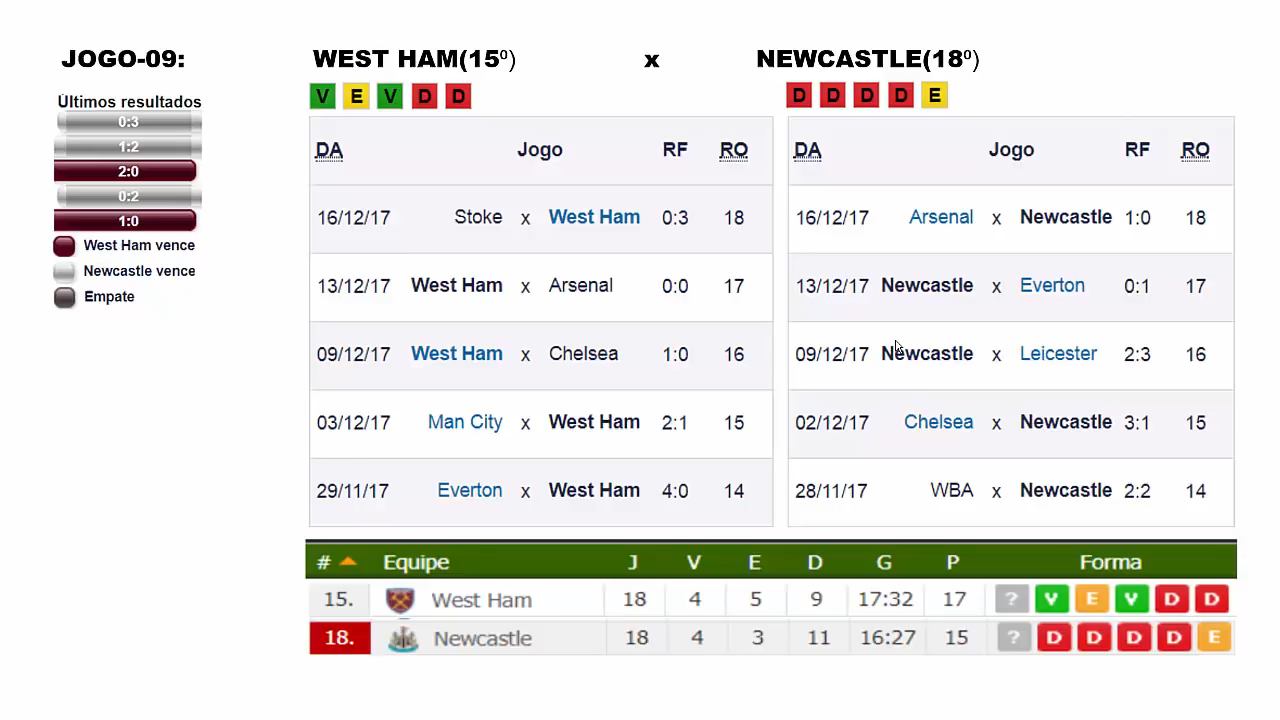 JOGO-09:
WEST HAM(15º) x NEWCASTLE(18º)
V E V D D
D D D D E
Últimos resultados
0:3
1:2
2:0
0:2
1:0
West Ham vence
Newcastle vence
Empate
DA Jogo RF RO
16/12/17 Stoke x West Ham 0:3 18
13/12/17 West Ham x Arsenal 0:0 17
09/12/17 West Ham x Chelsea 1:0 16
03/12/17 Man City x West Ham 2:1 15
29/11/17 Everton x West Ham 4:0 14
DA Jogo RF RO
16/12/17 Arsenal x Newcastle 1:0 18
13/12/17 Newcastle x Everton 0:1 17
09/12/17 Newcastle x Leicester 2:3 16
02/12/17 Chelsea x Newcastle 3:1 15
28/11/17 WBA x Newcastle 2:2 14
# Equipe J V E D G P Forma
15. West Ham 18 4 5 9 17:32 17 ? V E V D D
18. Newcastle 18 4 3 11 16:27 15 ? D D D D E